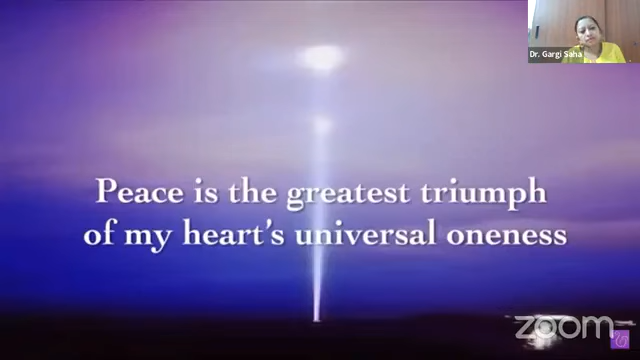 Dr. Gargi Saha
Peace is the greatest triumph
of my heart's universal oneness
zoom